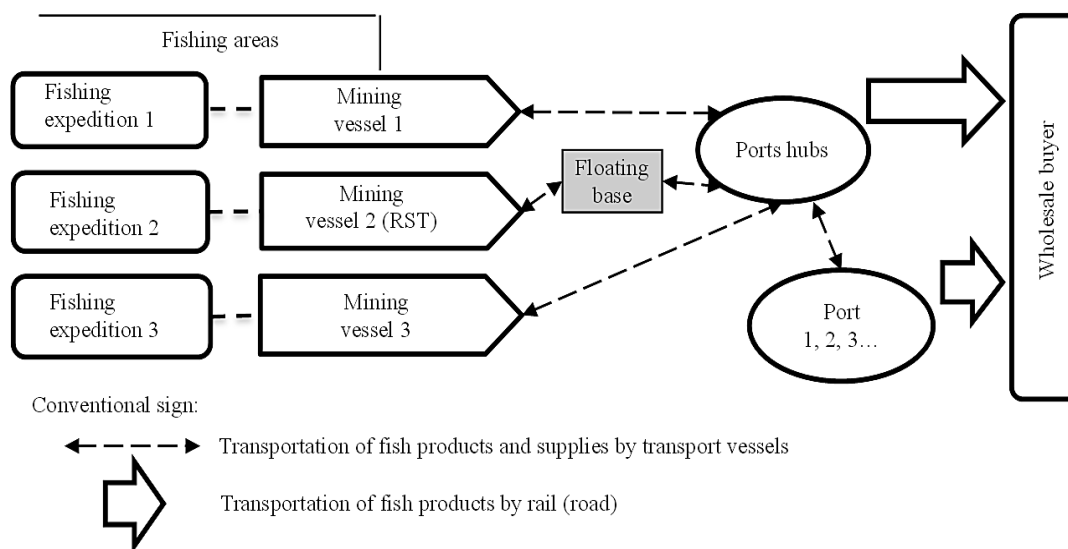 Fishing areas
Fishing
expedition 1
Mining
vessel 1
Ports hubs
Floating
base
Fishing
expedition 2
Mining
vessel 2 (RST)
Fishing
expedition 3
Mining
vessel 3
Port
1, 2, 3...
Wholesale buyer
Conventional sign:
Transportation of fish products and supplies by transport vessels
Transportation of fish products by rail (road)